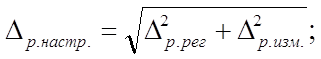 Δр.настр. = √(Δ²р.рег + Δ²р.изм.);